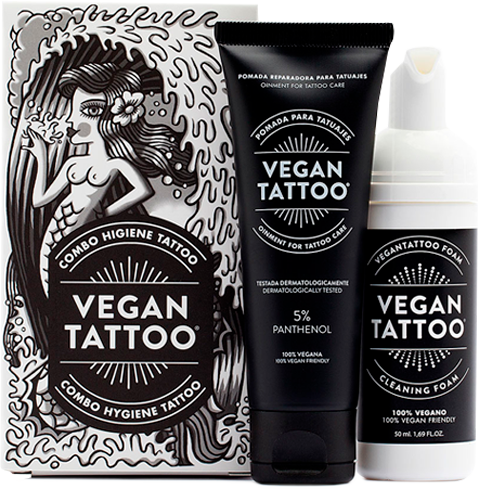 COMBO HIGIENE TATTOO
VEGAN
TATTOO®
COMBO HYGIENE TATTOO
POMADA REPARADORA PARA TATUAJES
OINTMENT FOR TATTOO CARE
POMADA PARA TATUAJES
VEGAN
TATTOO®
OINTMENT FOR TATTOO CARE
TESTADA DERMATOLOGICAMENTE
DERMATOLOGICALLY TESTED
5%
PANTHENOL
100% VEGANA
100% VEGAN FRIENDLY
VEGANTATTOO FOAM
VEGAN
TATTOO®
CLEANING FOAM
100% VEGANO
100% VEGAN FRIENDLY
50 ml. 1,69 FL.OZ.